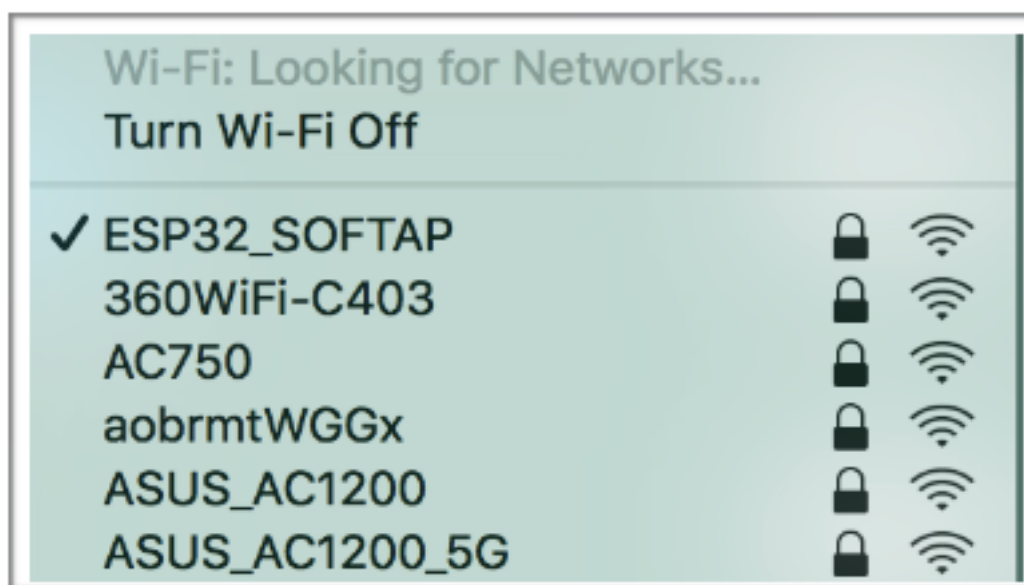 Wi-Fi: Looking for Networks...
Turn Wi-Fi Off
ESP32_SOFTAP
360WiFi-C403
AC750
aobrmtWGGx
ASUS_AC1200
ASUS_AC1200_5G